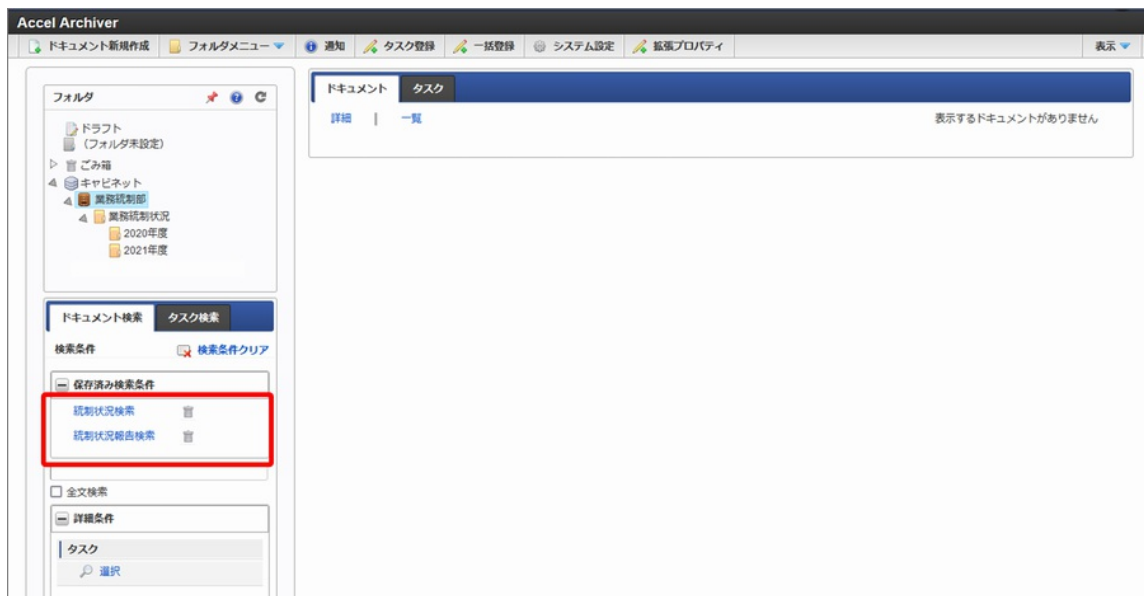 Accel Archiver
ドキュメント新規作成 フォルダメニュー 通知 タスク登録 一括登録 システム設定 拡張プロパティ 表示
フォルダ
ドラフト
(フォルダ未設定)
ごみ箱
キャビネット
業務統制部
業務統制状況
2020年度
2021年度
ドキュメント タスク
詳細 | 一覧 表示するドキュメントがありません
ドキュメント検索 タスク検索
検索条件 検索条件クリア
保存済み検索条件
統制状況検索
統制状況報告検索
全文検索
詳細条件
タスク
選択